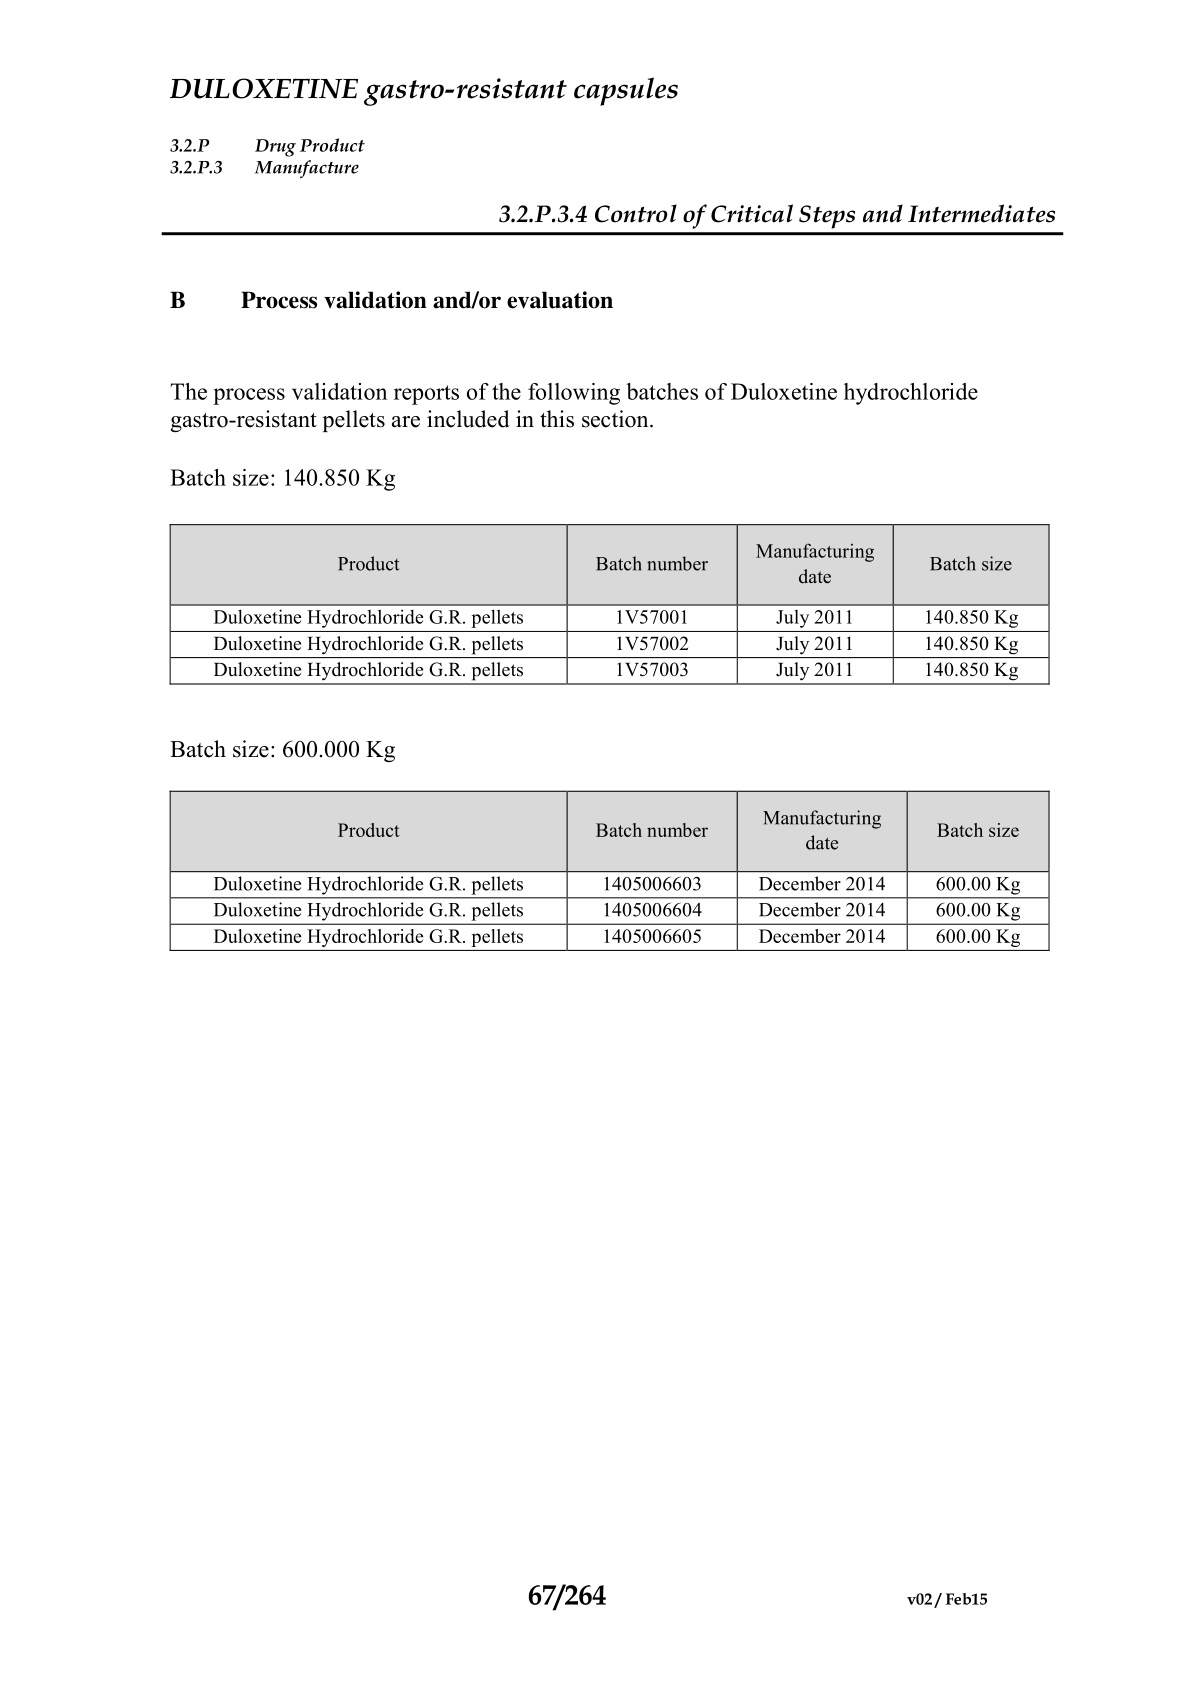 DULOXETINE gastro-resistant capsules
3.2.P Drug Product
3.2.P.3 Manufacture
3.2.P.3.4 Control of Critical Steps and Intermediates
B Process validation and/or evaluation
The process validation reports of the following batches of Duloxetine hydrochloride
gastro-resistant pellets are included in this section.
Batch size: 140.850 Kg
Product Batch number Manufacturing date Batch size
Duloxetine Hydrochloride G.R. pellets 1V57001 July 2011 140.850 Kg
Duloxetine Hydrochloride G.R. pellets 1V57002 July 2011 140.850 Kg
Duloxetine Hydrochloride G.R. pellets 1V57003 July 2011 140.850 Kg
Batch size: 600.000 Kg
Product Batch number Manufacturing date Batch size
Duloxetine Hydrochloride G.R. pellets 1405006603 December 2014 600.00 Kg
Duloxetine Hydrochloride G.R. pellets 1405006604 December 2014 600.00 Kg
Duloxetine Hydrochloride G.R. pellets 1405006605 December 2014 600.00 Kg
67/264 v02 / Feb15